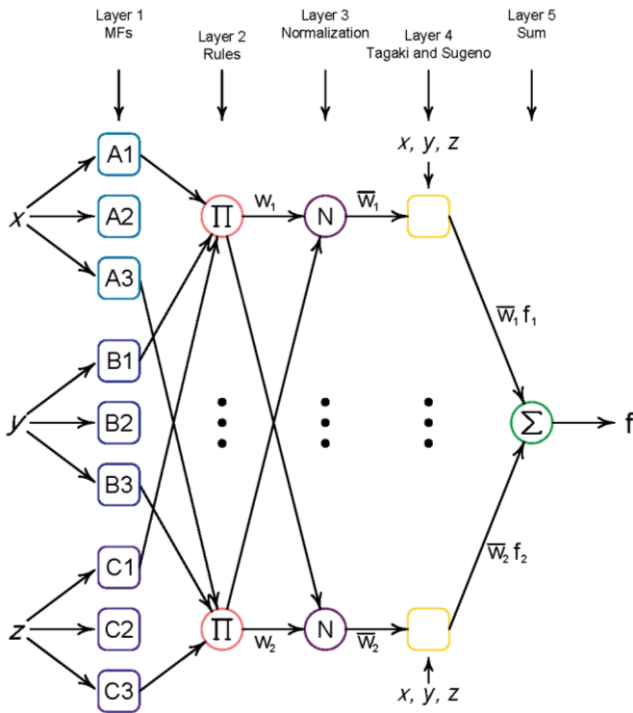 Layer 1
MFs
Layer 2
Rules
Layer 3
Normalization
Layer 4
Tagaki and Sugeno
Layer 5
Sum
x, y, z
A1
x
A2
A3
Π
w₁
N
w̅₁
w̅₁ f₁
B1
y
B2
B3
Σ
f
w̅₂ f₂
C1
z
C2
C3
Π
w₂
N
w̅₂
x, y, z